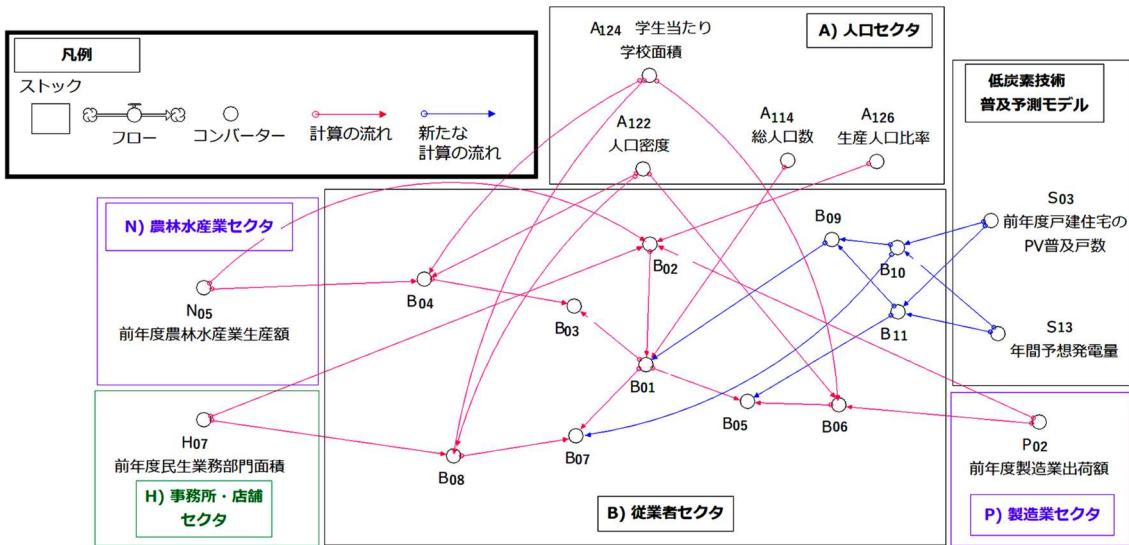 凡例
ストック
フロー
コンバーター
計算の流れ
新たな
計算の流れ
A124 学生当たり
学校面積
A) 人口セクタ
A122
人口密度
A114
総人口数
A126
生産人口比率
低炭素技術
普及予測モデル
S03
前年度戸建住宅の
PV普及戸数
S13
年間予想発電量
N) 農林水産業セクタ
N05
前年度農林水産業生産額
H07
前年度民生業務部門面積
H) 事務所・店舗
セクタ
B09
B02
B10
B04
B03
B11
B01
B05
B06
B07
B08
B) 従業者セクタ
P02
前年度製造業出荷額
P) 製造業セクタ